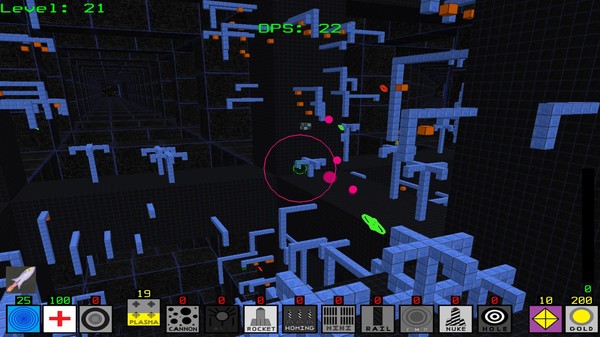 Level: 21
DPS: 22
0
25 100 0 19 0 0 0 0 0 0 0 0 0 10 200
PLASMA CANNON ROCKET HOMING MINI RAIL EMP NUKE HOLE GOLD